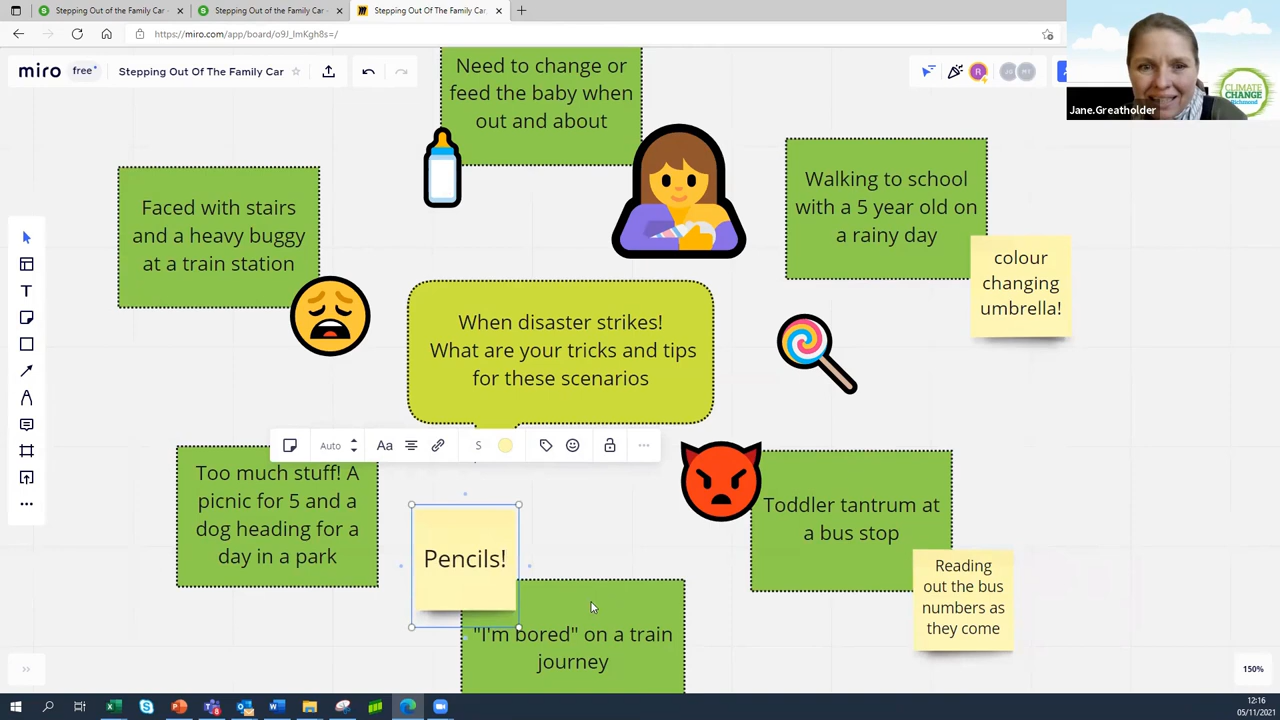 Stepping Out of the Family Car -
Stepping Out of the Family Car -
Stepping Out Of The Family Car,
https://miro.com/app/board/o9J_lmKgh8s=/
miro
free
Stepping Out Of The Family Car
R
JG
MT
Jane.Greatholder
CLIMATE
CHANGE
Richmond
Need to change or
feed the baby when
out and about
Walking to school
with a 5 year old on
a rainy day
Faced with stairs
and a heavy buggy
at a train station
colour
changing
umbrella!
When disaster strikes!
What are your tricks and tips
for these scenarios
Auto
Aa
S
Too much stuff! A
picnic for 5 and a
dog heading for a
day in a park
Toddler tantrum at
a bus stop
Pencils!
Reading
out the bus
numbers as
they come
"I'm bored" on a train
journey
150%
12:16
05/11/2021